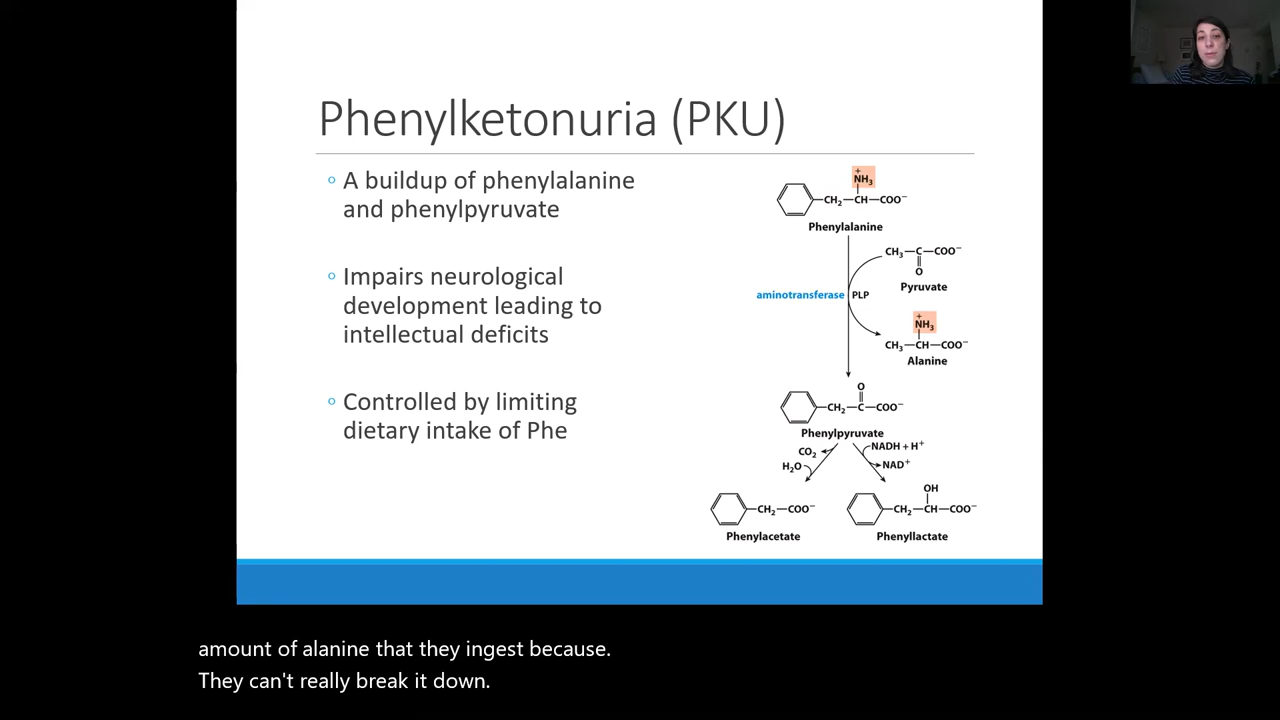 Phenylketonuria (PKU)
◦ A buildup of phenylalanine
and phenylpyruvate
◦ Impairs neurological
development leading to
intellectual deficits
◦ Controlled by limiting
dietary intake of Phe
+
NH₃
CH₂—CH—COO⁻
Phenylalanine
CH₃—C—COO⁻
O
Pyruvate
aminotransferase PLP
+
NH₃
CH₃—CH—COO⁻
Alanine
O
CH₂—C—COO⁻
Phenylpyruvate
NADH + H⁺
CO₂
NAD⁺
H₂O
OH
CH₂—COO⁻
CH₂—CH—COO⁻
Phenylacetate
Phenyllactate
amount of alanine that they ingest because.
They can't really break it down.